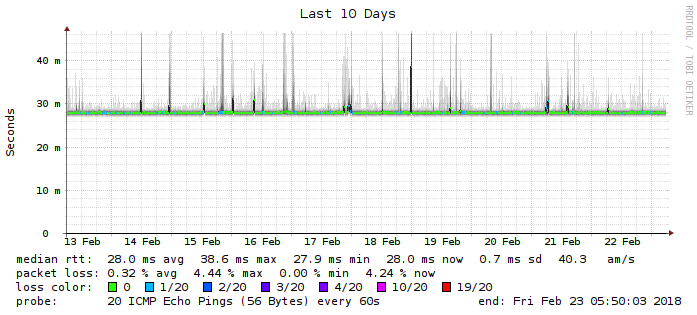 Last 10 Days
RRDTOOL / TOBI OETIKER
Seconds
40 m
30 m
20 m
10 m
0
13 Feb 14 Feb 15 Feb 16 Feb 17 Feb 18 Feb 19 Feb 20 Feb 21 Feb 22 Feb
median rtt: 28.0 ms avg 38.6 ms max 27.9 ms min 28.0 ms now 0.7 ms sd 40.3 am/s
packet loss: 0.32 % avg 4.44 % max 0.00 % min 4.24 % now
loss color: 0 1/20 2/20 3/20 4/20 10/20 19/20
probe: 20 ICMP Echo Pings (56 Bytes) every 60s end: Fri Feb 23 05:50:03 2018